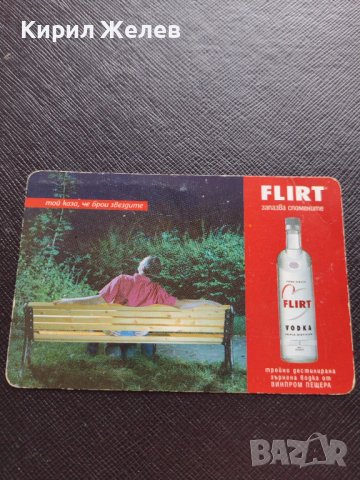 Кирил Желев
той каза, че брои звездите
FLIRT
запазва спомените
FLIRT
VODKA
тройно дестилирана
зърнена водка от
ВИНПРОМ ПЕЩЕРА
BAZAR